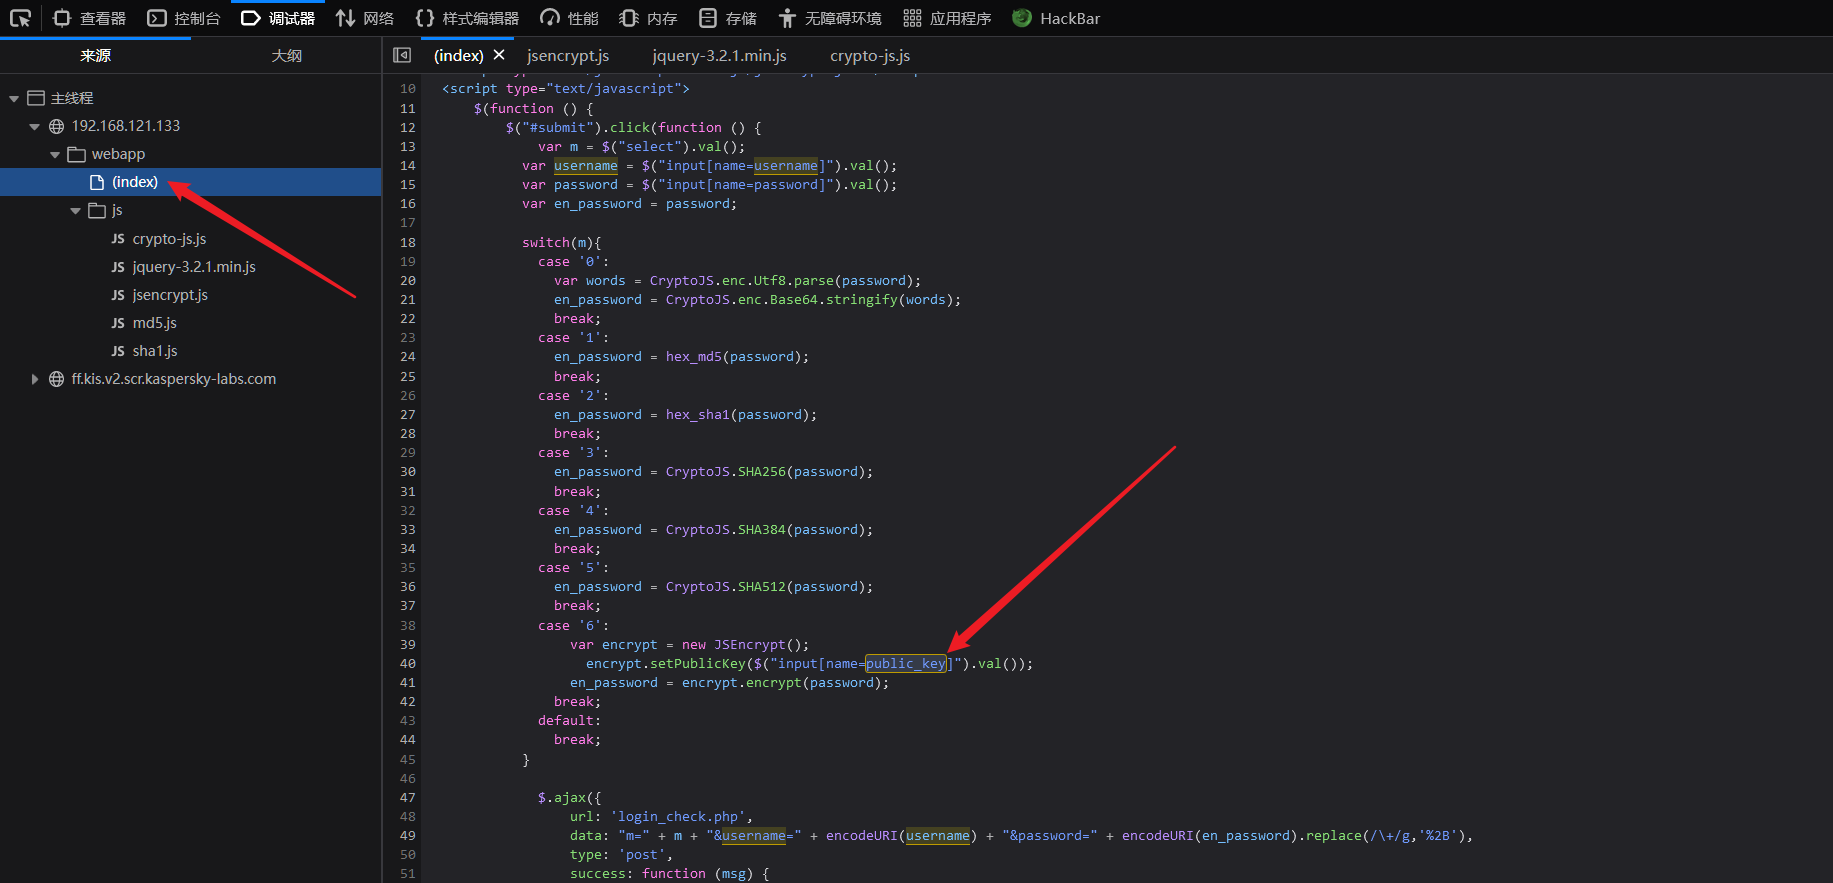 查看器 控制台 调试器 网络 样式编辑器 性能 内存 存储 无障碍环境 应用程序 HackBar
来源 大纲
(index) jsencrypt.js jquery-3.2.1.min.js crypto-js.js
主线程
192.168.121.133
webapp
(index)
js
JS crypto-js.js
JS jquery-3.2.1.min.js
JS jsencrypt.js
JS md5.js
JS sha1.js
ff.kis.v2.scr.kaspersky-labs.com
10 <script type="text/javascript">
11 $(function () {
12 $("#submit").click(function () {
13 var m = $("select").val();
14 var username = $("input[name=username]").val();
15 var password = $("input[name=password]").val();
16 var en_password = password;
17
18 switch(m){
19 case '0':
20 var words = CryptoJS.enc.Utf8.parse(password);
21 en_password = CryptoJS.enc.Base64.stringify(words);
22 break;
23 case '1':
24 en_password = hex_md5(password);
25 break;
26 case '2':
27 en_password = hex_sha1(password);
28 break;
29 case '3':
30 en_password = CryptoJS.SHA256(password);
31 break;
32 case '4':
33 en_password = CryptoJS.SHA384(password);
34 break;
35 case '5':
36 en_password = CryptoJS.SHA512(password);
37 break;
38 case '6':
39 var encrypt = new JSEncrypt();
40 encrypt.setPublicKey($("input[name=public_key]").val());
41 en_password = encrypt.encrypt(password);
42 break;
43 default:
44 break;
45 }
46
47 $.ajax({
48 url: 'login_check.php',
49 data: "m=" + m + "&username=" + encodeURI(username) + "&password=" + encodeURI(en_password).replace(/\+/g,'%2B'),
50 type: 'post',
51 success: function (msg) {